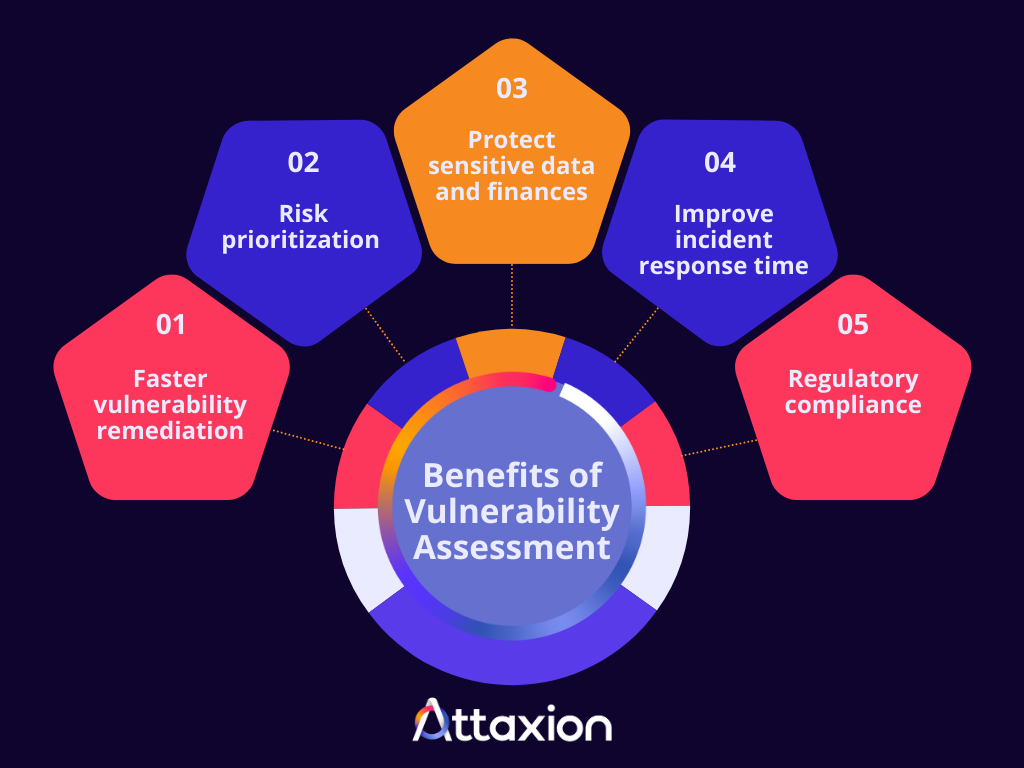 01
Faster
vulnerability
remediation
02
Risk
prioritization
03
Protect
sensitive data
and finances
04
Improve
incident
response time
05
Regulatory
compliance
Benefits of
Vulnerability
Assessment
Attaxion